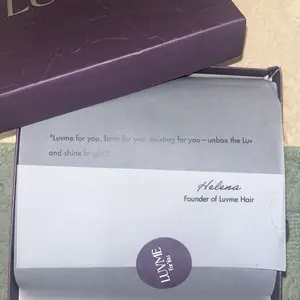 LU
"Luvme for you, born for you, existing for you—unbox the Luv
and shine bright!"
Helena
Founder of Luvme Hair
LUVME
for You